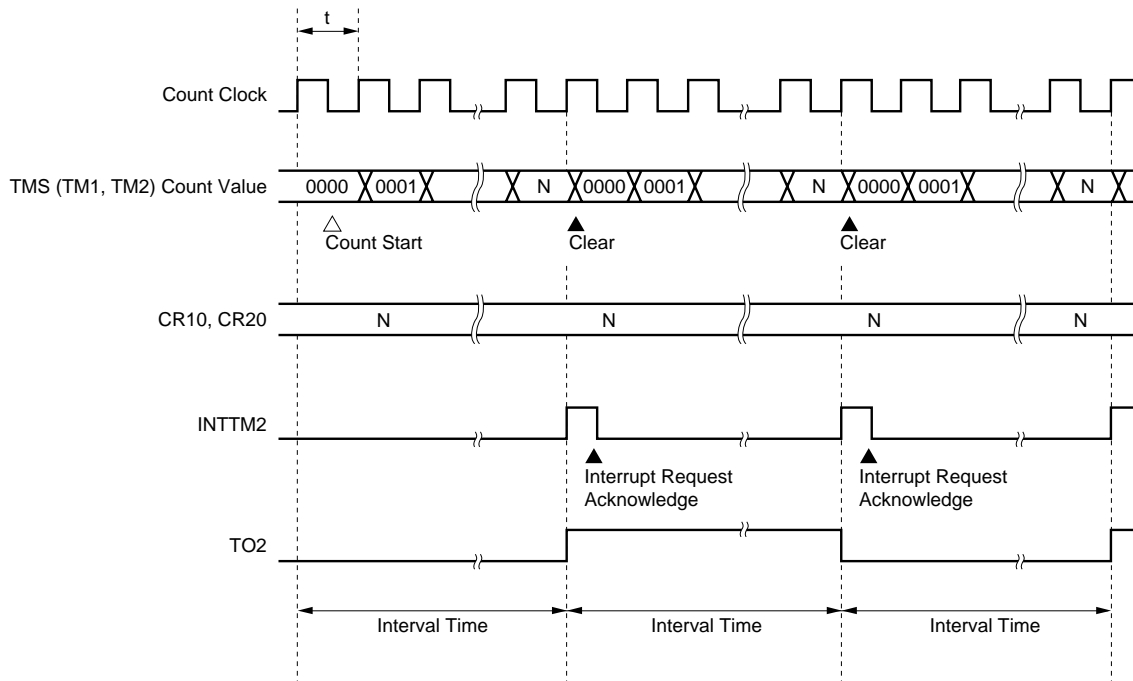 t
Count Clock
TMS (TM1, TM2) Count Value
0000 0001 N 0000 0001 N 0000 0001 N
Count Start
Clear
Clear
CR10, CR20
N N N N
INTTM2
Interrupt Request
Acknowledge
Interrupt Request
Acknowledge
TO2
Interval Time Interval Time Interval Time